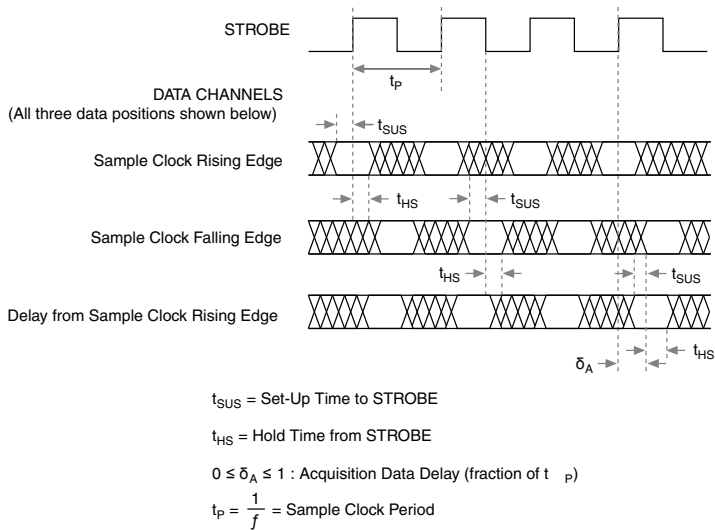 STROBE
tP
DATA CHANNELS
(All three data positions shown below)
tSUS
Sample Clock Rising Edge
tHS
tSUS
Sample Clock Falling Edge
tHS
tSUS
Delay from Sample Clock Rising Edge
tHS
δA
tSUS = Set-Up Time to STROBE
tHS = Hold Time from STROBE
0 ≤ δA ≤ 1 : Acquisition Data Delay (fraction of t P)
tP = 1/f = Sample Clock Period